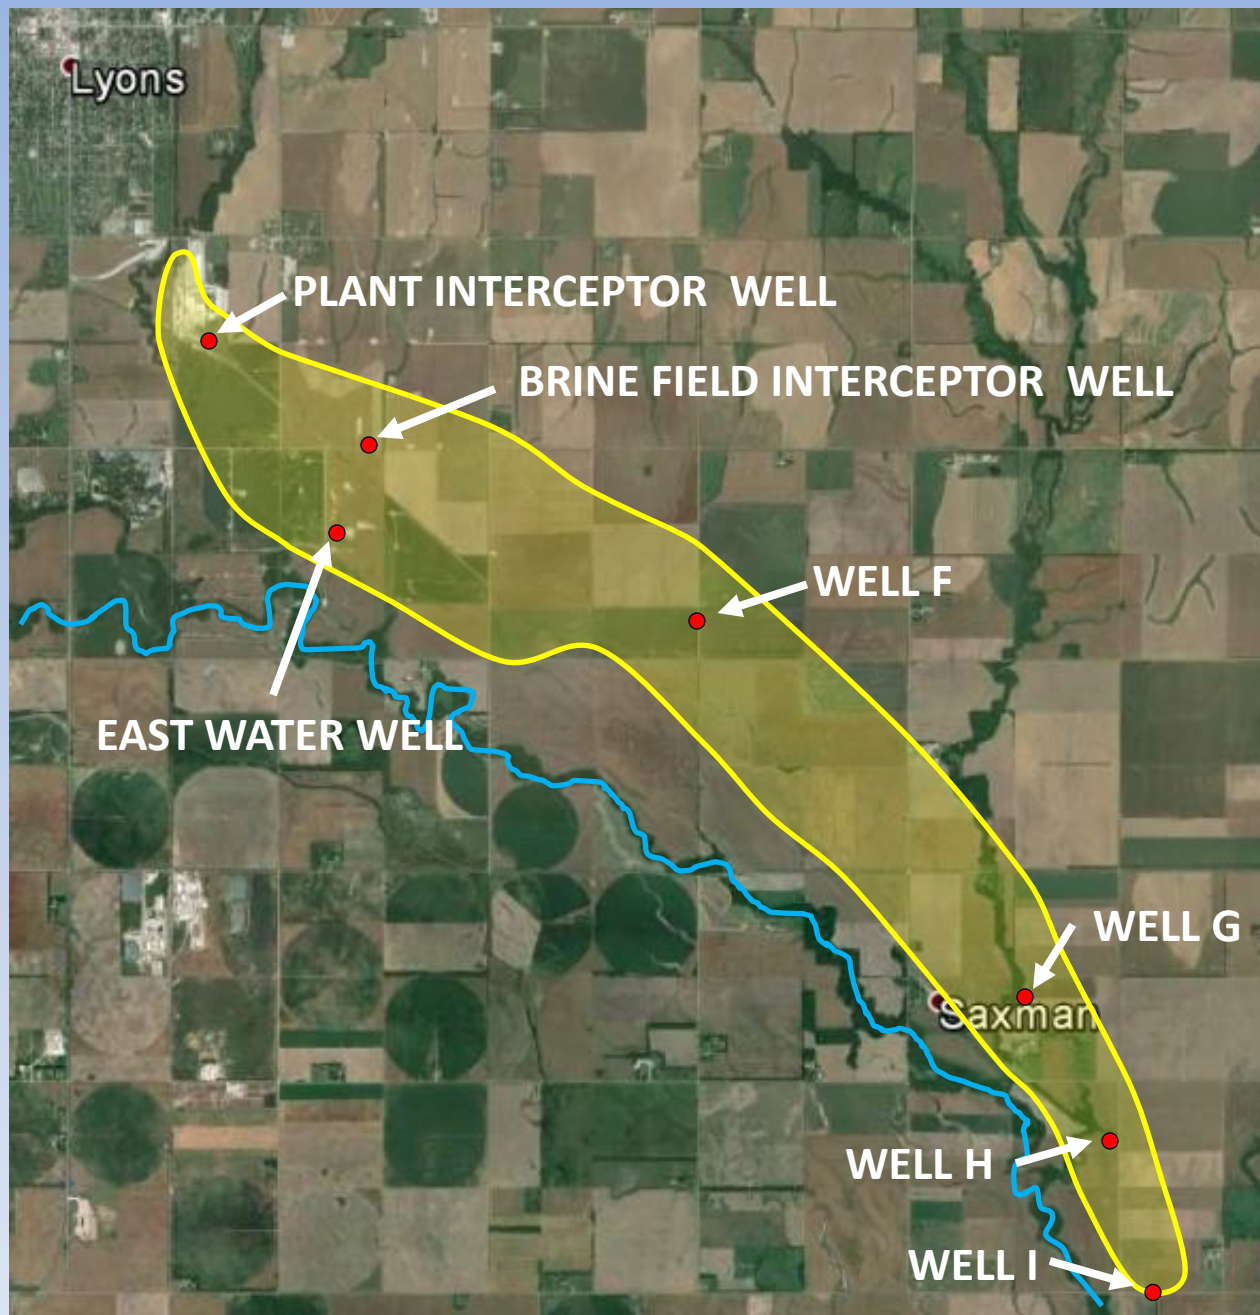 Lyons
PLANT INTERCEPTOR WELL
BRINE FIELD INTERCEPTOR WELL
WELL F
EAST WATER WELL
WELL G
Saxman
WELL H
WELL I